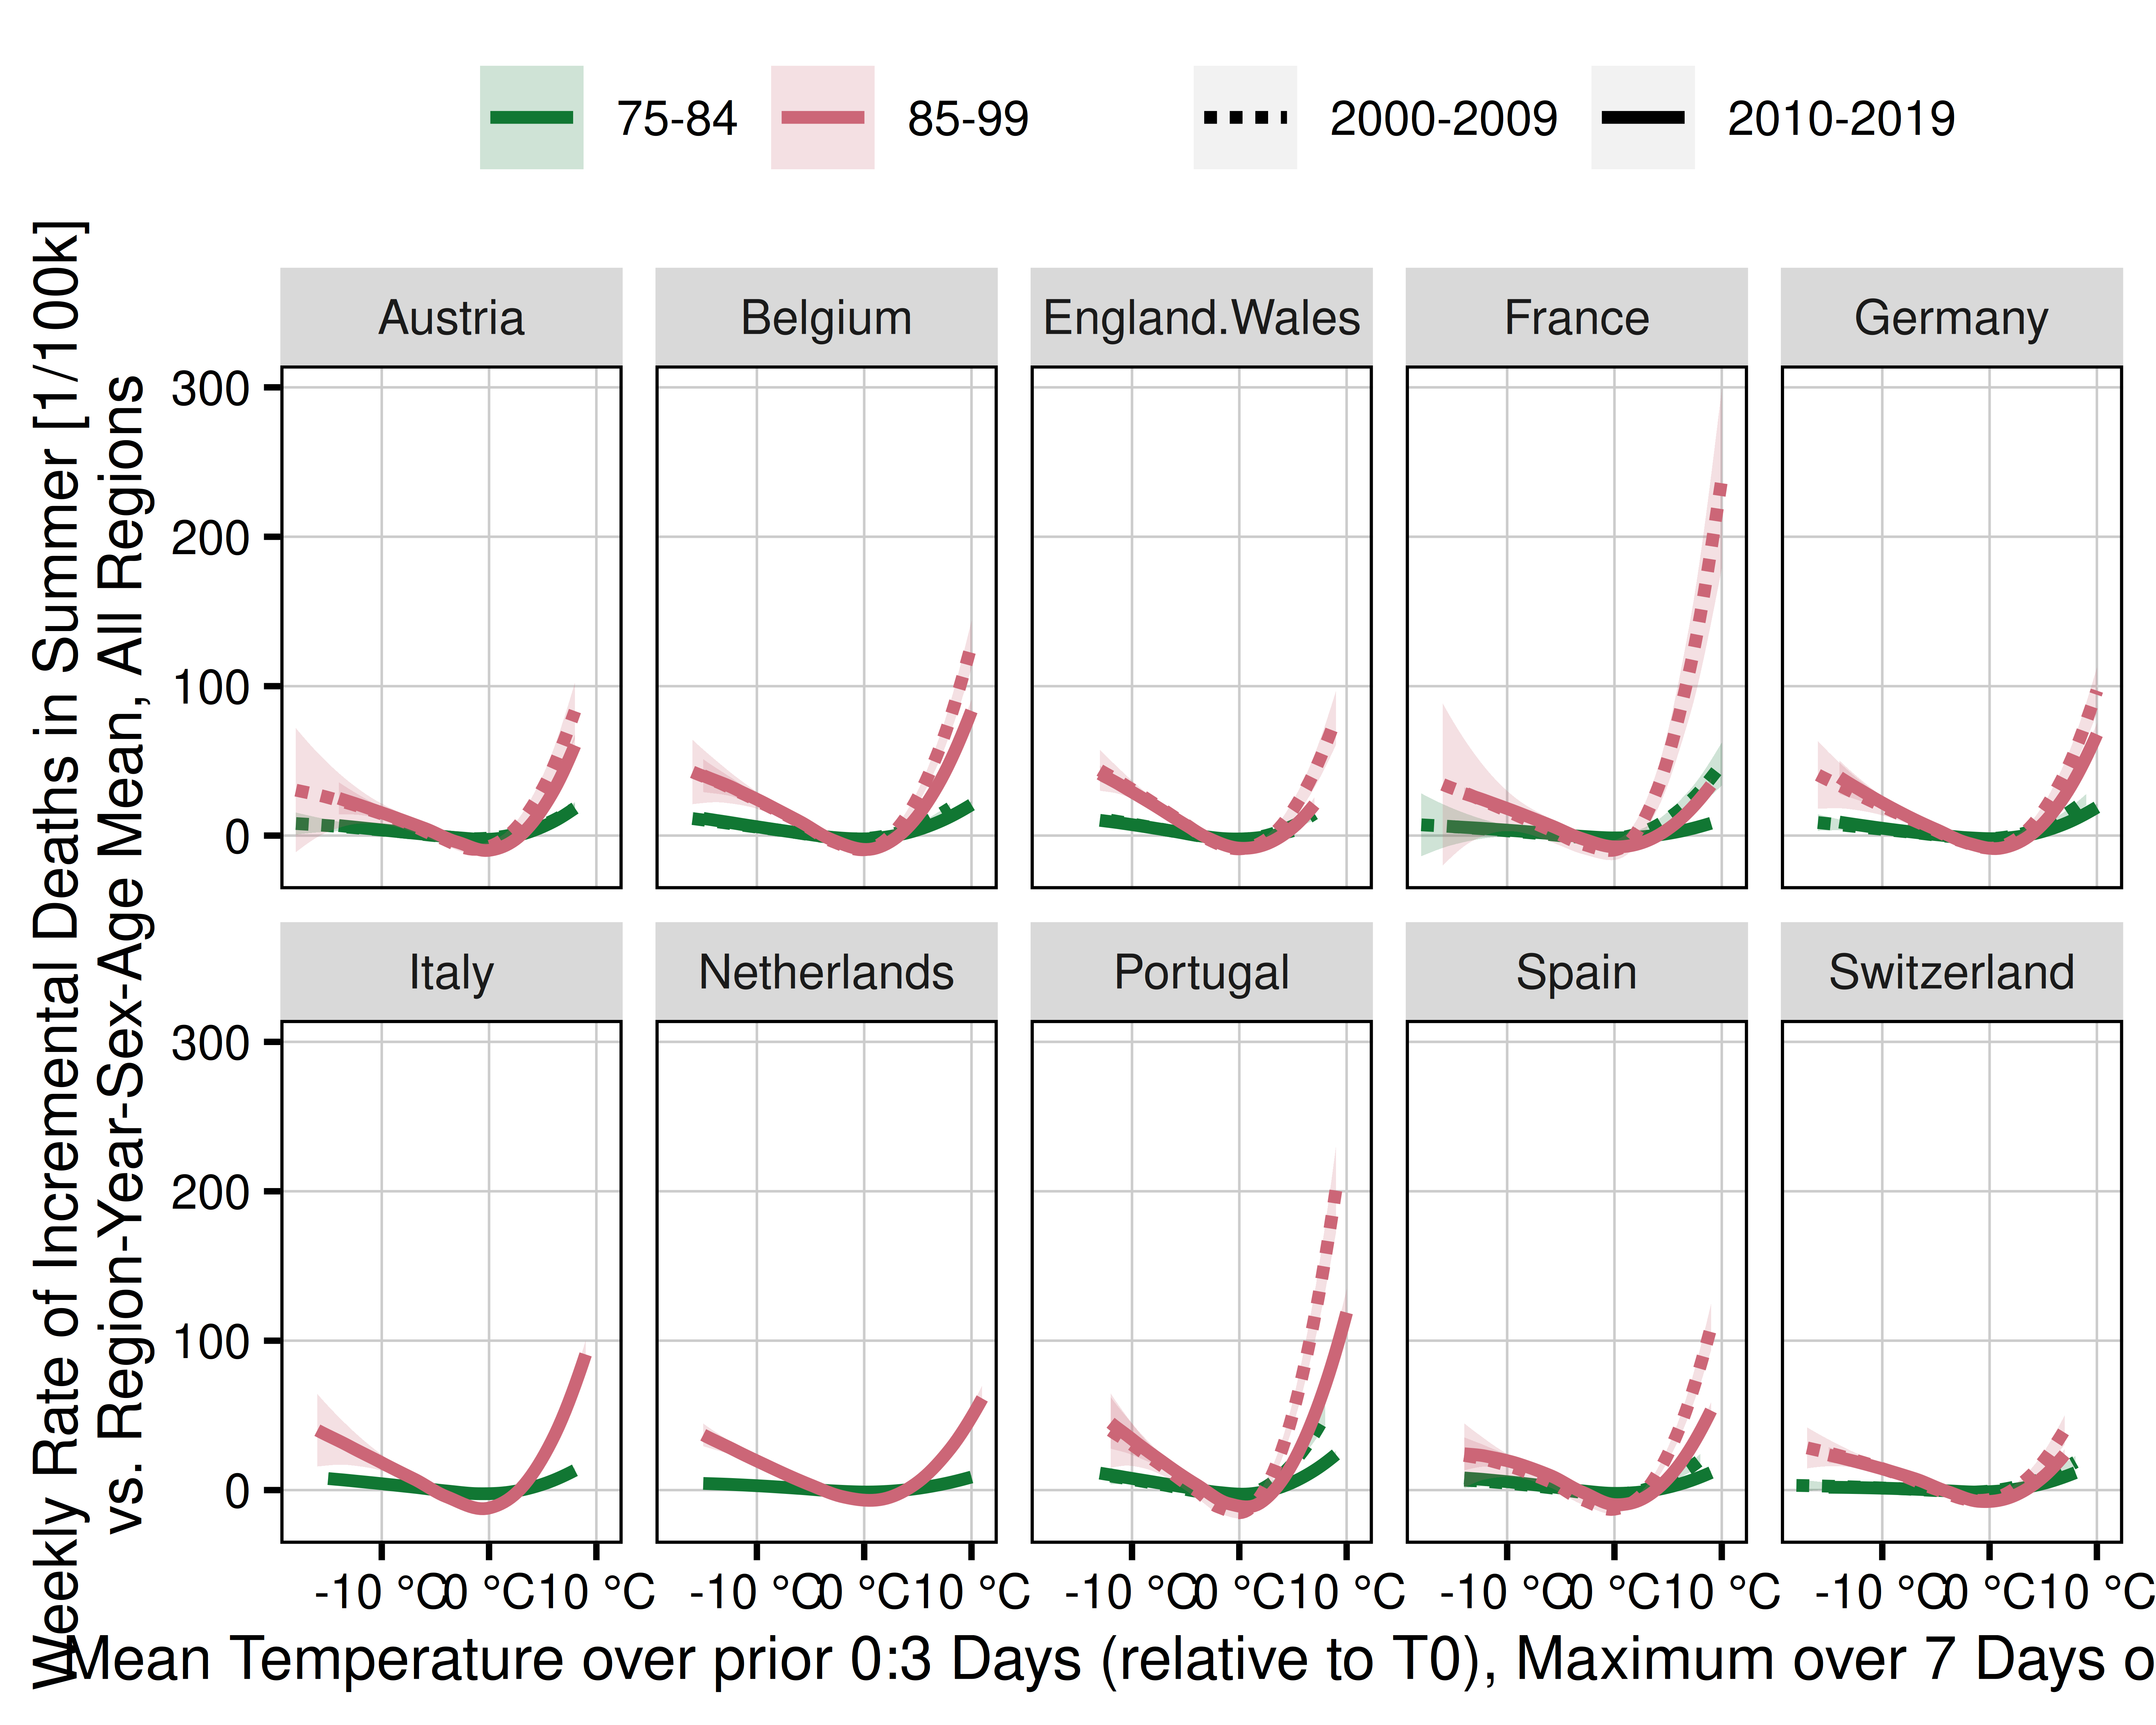 75-84 85-99 2000-2009 2010-2019
Weekly Rate of Incremental Deaths in Summer [1/100k]
vs. Region-Year-Sex-Age Mean, All Regions
Austria Belgium England.Wales France Germany
300
200
100
0
Italy Netherlands Portugal Spain Switzerland
300
200
100
0
-10 °C 0 °C 10 °C -10 °C 0 °C 10 °C -10 °C 0 °C 10 °C -10 °C 0 °C 10 °C -10 °C 0 °C 10 °C
Mean Temperature over prior 0:3 Days (relative to T0), Maximum over 7 Days o